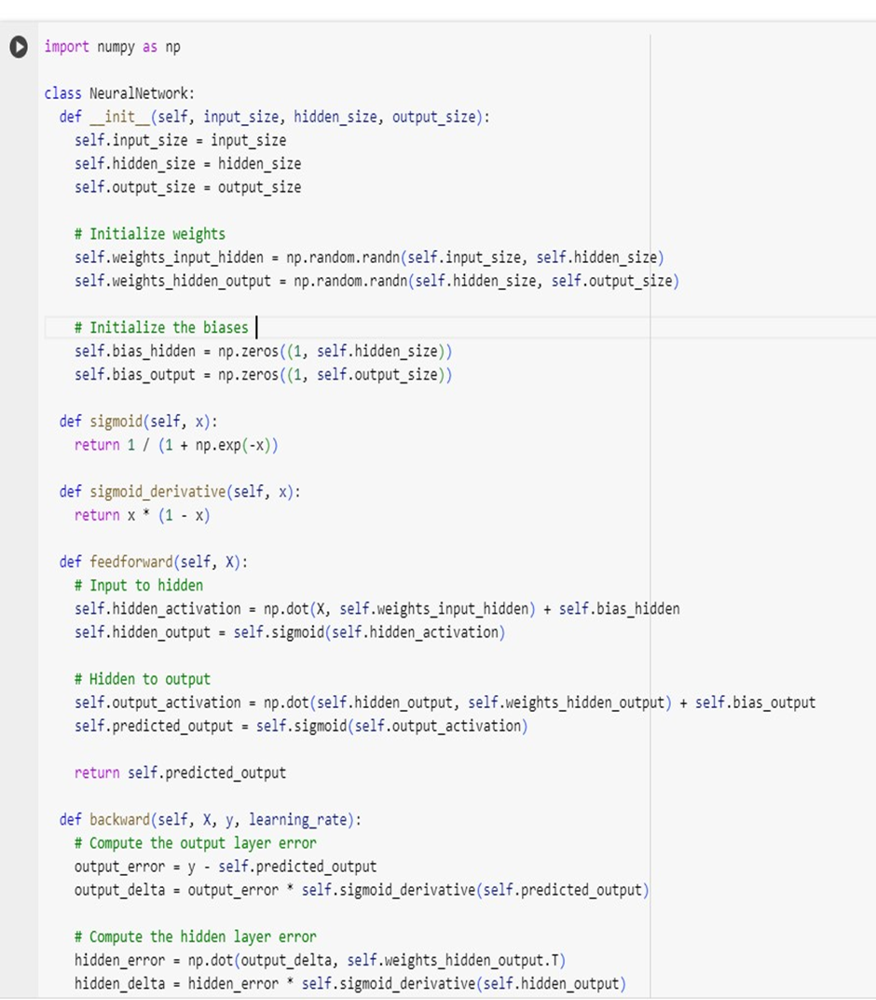 import numpy as np
class NeuralNetwork:
def __init__(self, input_size, hidden_size, output_size):
self.input_size = input_size
self.hidden_size = hidden_size
self.output_size = output_size
# Initialize weights
self.weights_input_hidden = np.random.randn(self.input_size, self.hidden_size)
self.weights_hidden_output = np.random.randn(self.hidden_size, self.output_size)
# Initialize the biases
self.bias_hidden = np.zeros((1, self.hidden_size))
self.bias_output = np.zeros((1, self.output_size))
def sigmoid(self, x):
return 1 / (1 + np.exp(-x))
def sigmoid_derivative(self, x):
return x * (1 - x)
def feedforward(self, X):
# Input to hidden
self.hidden_activation = np.dot(X, self.weights_input_hidden) + self.bias_hidden
self.hidden_output = self.sigmoid(self.hidden_activation)
# Hidden to output
self.output_activation = np.dot(self.hidden_output, self.weights_hidden_output) + self.bias_output
self.predicted_output = self.sigmoid(self.output_activation)
return self.predicted_output
def backward(self, X, y, learning_rate):
# Compute the output layer error
output_error = y - self.predicted_output
output_delta = output_error * self.sigmoid_derivative(self.predicted_output)
# Compute the hidden layer error
hidden_error = np.dot(output_delta, self.weights_hidden_output.T)
hidden_delta = hidden_error * self.sigmoid_derivative(self.hidden_output)